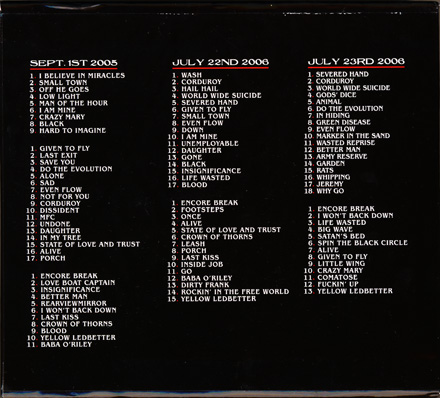 SEPT. 1ST 2005
1. I BELIEVE IN MIRACLES
2. SMALL TOWN
3. OFF HE GOES
4. LOW LIGHT
5. MAN OF THE HOUR
6. I AM MINE
7. CRAZY MARY
8. BLACK
9. HARD TO IMAGINE
1. GIVEN TO FLY
2. LAST EXIT
3. SAVE YOU
4. DO THE EVOLUTION
5. ALONE
6. SAD
7. EVEN FLOW
8. NOT FOR YOU
9. CORDUROY
10. DISSIDENT
11. MFC
12. UNDONE
13. DAUGHTER
14. IN MY TREE
15. STATE OF LOVE AND TRUST
16. ALIVE
17. PORCH
1. ENCORE BREAK
2. LOVE BOAT CAPTAIN
3. INSIGNIFICANCE
4. BETTER MAN
5. REARVIEWMIRROR
6. I WON'T BACK DOWN
7. LAST KISS
8. CROWN OF THORNS
9. BLOOD
10. YELLOW LEDBETTER
11. BABA O'RILEY
JULY 22ND 2006
1. WASH
2. CORDUROY
3. HAIL HAIL
4. WORLD WIDE SUICIDE
5. SEVERED HAND
6. GIVEN TO FLY
7. SMALL TOWN
8. EVEN FLOW
9. DOWN
10. I AM MINE
11. UNEMPLOYABLE
12. DAUGHTER
13. GONE
14. BLACK
15. INSIGNIFICANCE
16. LIFE WASTED
17. BLOOD
1. ENCORE BREAK
2. FOOTSTEPS
3. ONCE
4. ALIVE
5. STATE OF LOVE AND TRUST
6. CROWN OF THORNS
7. LEASH
8. PORCH
9. LAST KISS
10. INSIDE JOB
11. GO
12. BABA O'RILEY
13. DIRTY FRANK
14. ROCKIN' IN THE FREE WORLD
15. YELLOW LEDBETTER
JULY 23RD 2006
1. SEVERED HAND
2. CORDUROY
3. WORLD WIDE SUICIDE
4. GODS' DICE
5. ANIMAL
6. DO THE EVOLUTION
7. IN HIDING
8. GREEN DISEASE
9. EVEN FLOW
10. MARKER IN THE SAND
11. WASTED REPRISE
12. BETTER MAN
13. ARMY RESERVE
14. GARDEN
15. RATS
16. WHIPPING
17. JEREMY
18. WHY GO
1. ENCORE BREAK
2. I WON'T BACK DOWN
3. LIFE WASTED
4. BIG WAVE
5. SATAN'S BED
6. SPIN THE BLACK CIRCLE
7. ALIVE
8. GIVEN TO FLY
9. LITTLE WING
10. CRAZY MARY
1. COMATOSE
12. FUCKIN' UP
13. YELLOW LEDBETTER